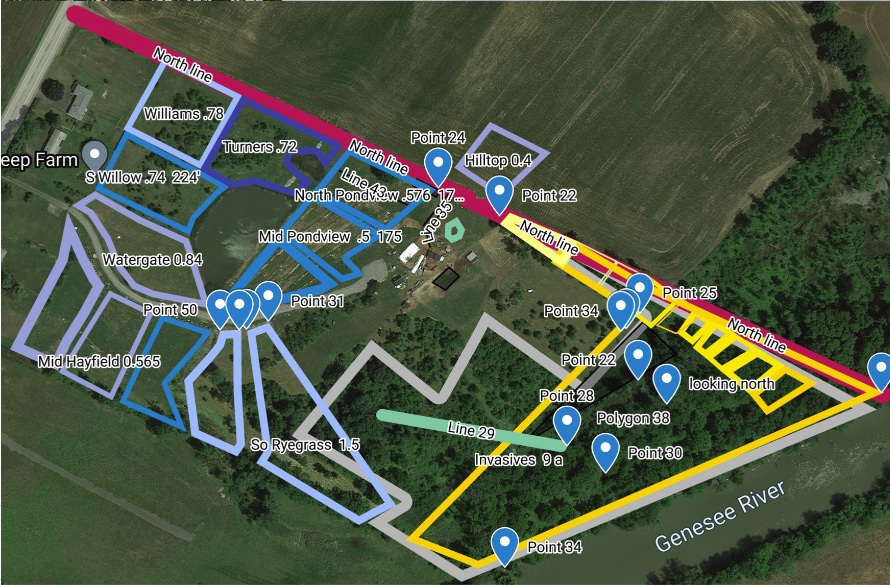 North line
Williams .78
Point 24
Turners .72
North line
Hilltop 0.4
eep Farm
S Willow .74 224'
Line 43
North Pondview .576 17...
Point 22
Line 35
Mid Pondview .5 175
North line
Watergate 0.84
Point 25
Point 50
Point 31
Point 34
North line
Mid Hayfield 0.565
Point 22
looking north
Point 28
Polygon 38
Line 29
So Ryegrass 1.5
Invasives 9 a
Point 30
Genesee River
Point 34